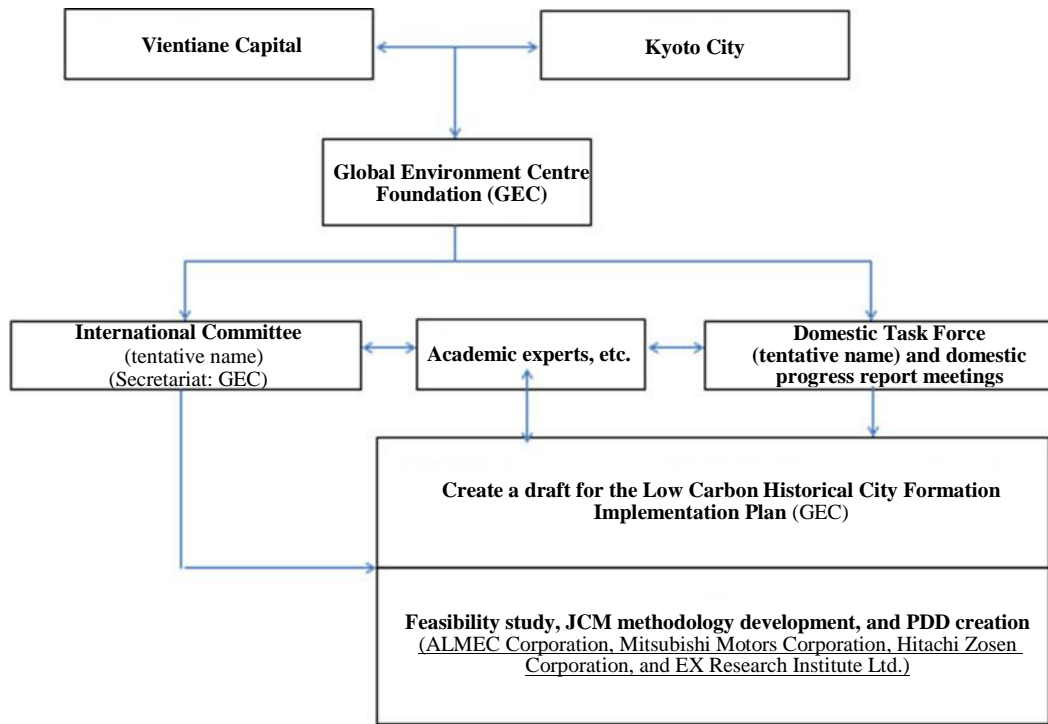 Vientiane Capital
Kyoto City
Global Environment Centre
Foundation (GEC)
International Committee
(tentative name)
(Secretariat: GEC)
Academic experts, etc.
Domestic Task Force
(tentative name) and domestic
progress report meetings
Create a draft for the Low Carbon Historical City Formation
Implementation Plan (GEC)
Feasibility study, JCM methodology development, and PDD creation
(ALMEC Corporation, Mitsubishi Motors Corporation, Hitachi Zosen
Corporation, and EX Research Institute Ltd.)